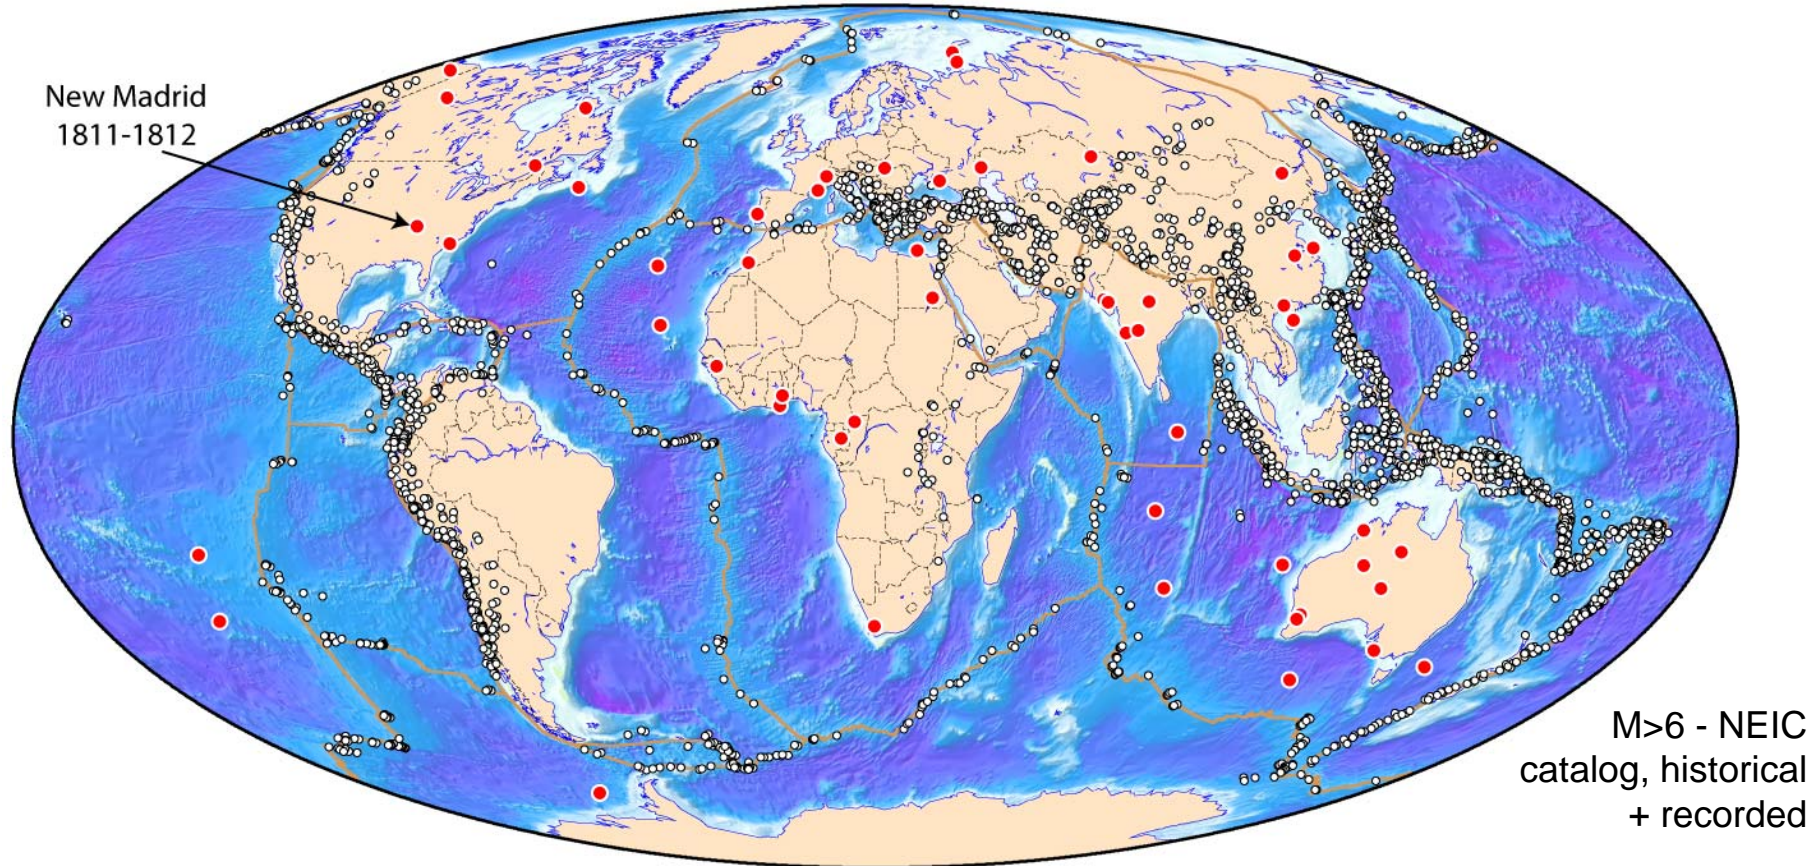 New Madrid
1811-1812
M>6 - NEIC
catalog, historical
+ recorded